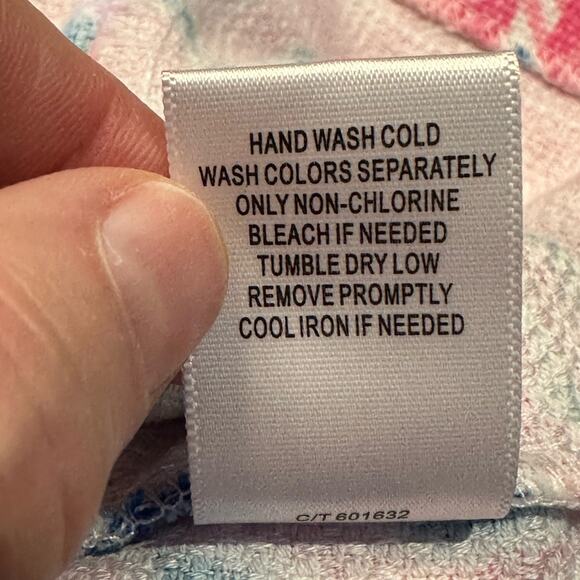 HAND WASH COLD
WASH COLORS SEPARATELY
ONLY NON-CHLORINE
BLEACH IF NEEDED
TUMBLE DRY LOW
REMOVE PROMPTLY
COOL IRON IF NEEDED
C/T 601632